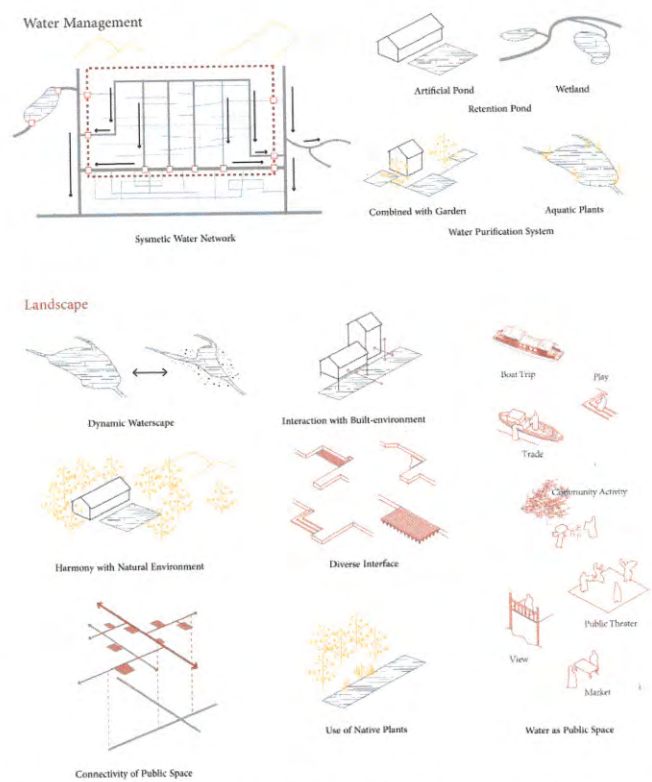 Water Management
Artificial Pond
Wetland
Retention Pond
Combined with Garden
Aquatic Plants
Water Purification System
Sysmetic Water Network
Landscape
Boat Trip
Play
Dynamic Waterscape
Interaction with Built-environment
Trade
Community Activity
Harmony with Natural Environment
Diverse Interface
Public Theater
View
Market
Use of Native Plants
Water as Public Space
Connectivity of Public Space